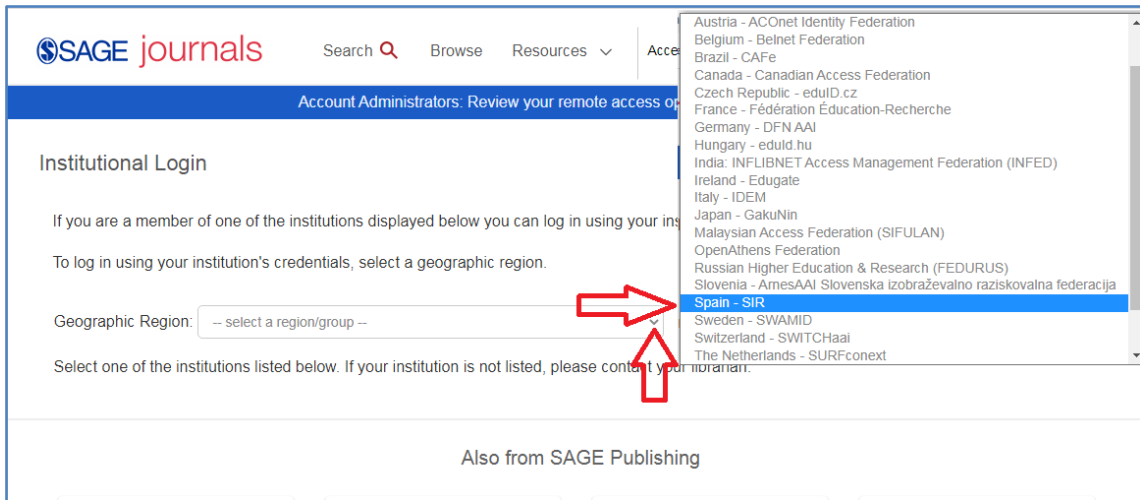 SAGE journals
Search
Browse
Resources
Acce
Account Administrators: Review your remote access op
Institutional Login
If you are a member of one of the institutions displayed below you can log in using your ins
To log in using your institution's credentials, select a geographic region.
Geographic Region:
-- select a region/group --
Select one of the institutions listed below. If your institution is not listed, please contact your librarian.
Austria - ACOnet Identity Federation
Belgium - Belnet Federation
Brazil - CAFe
Canada - Canadian Access Federation
Czech Republic - eduID.cz
France - Fédération Éducation-Recherche
Germany - DFN AAI
Hungary - eduId.hu
India: INFLIBNET Access Management Federation (INFED)
Ireland - Edugate
Italy - IDEM
Japan - GakuNin
Malaysian Access Federation (SIFULAN)
OpenAthens Federation
Russian Higher Education & Research (FEDURUS)
Slovenia - ArnesAAI Slovenska izobraževalno raziskovalna federacija
Spain - SIR
Sweden - SWAMID
Switzerland - SWITCHaai
The Netherlands - SURFconext
Also from SAGE Publishing